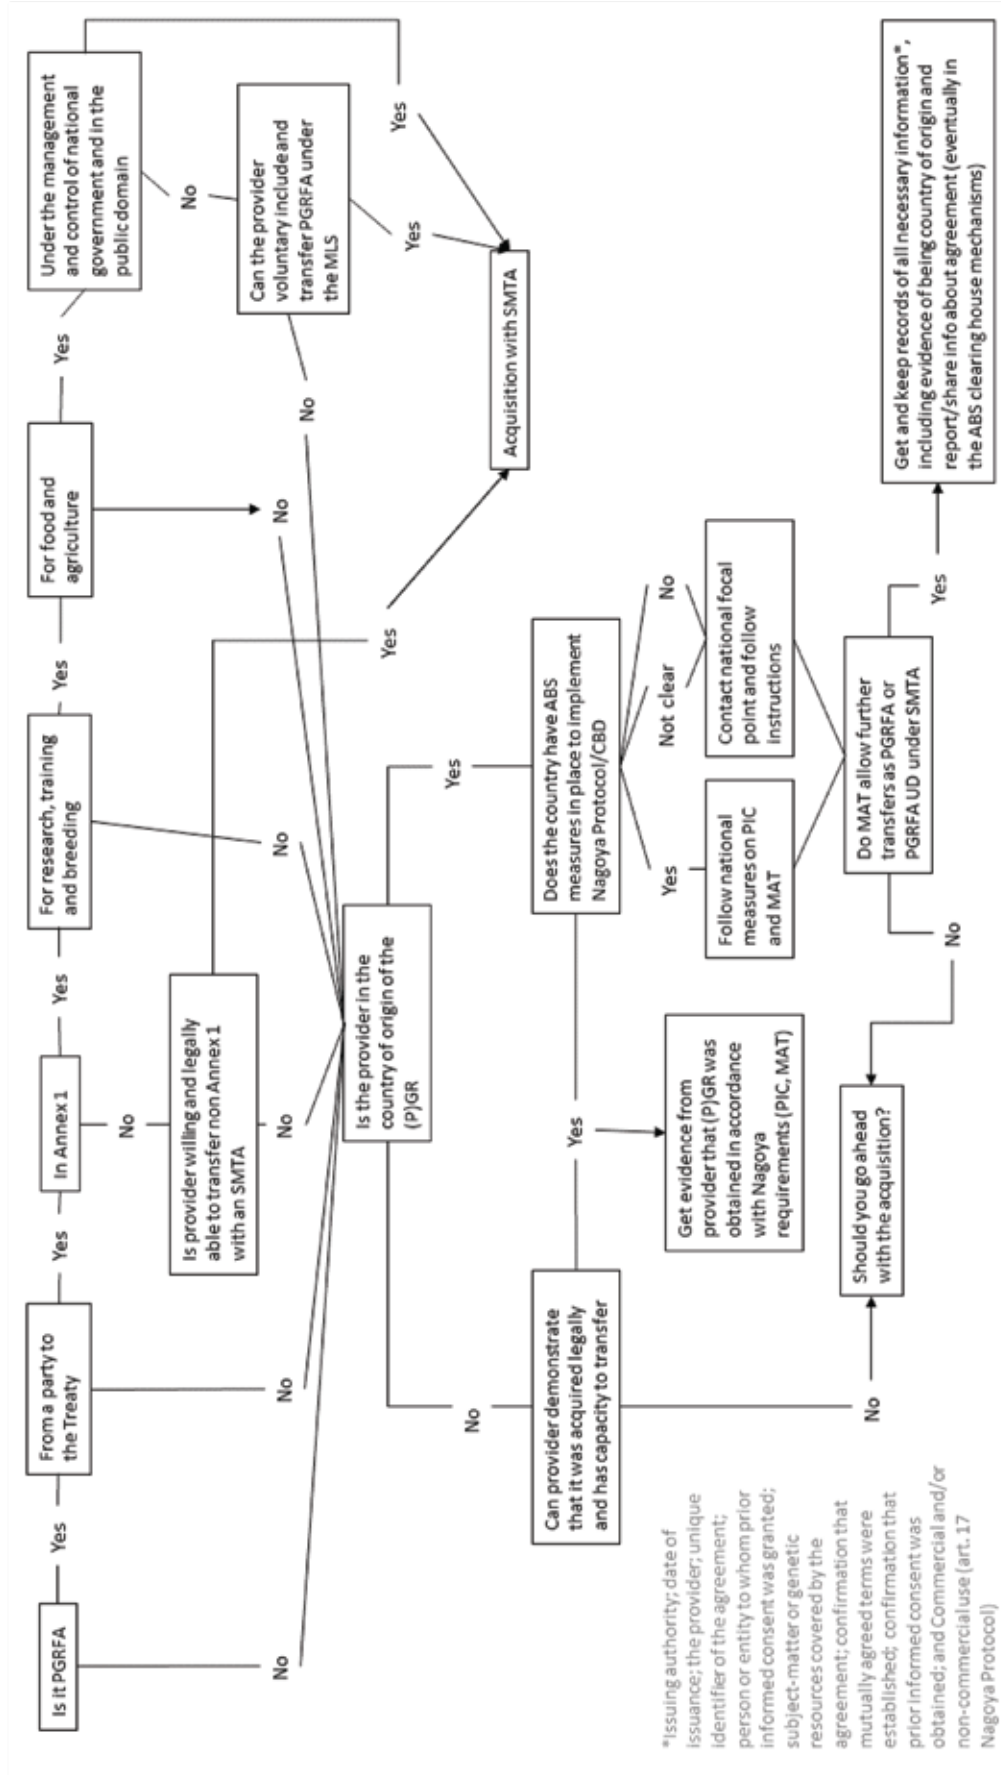 Is it PGRFA
Yes
From a party to
the Treaty
Yes
In Annex 1
Yes
For research, training
and breeding
Yes
For food and
agriculture
Yes
Under the management
and control of national
government and in the
public domain
No
No
No
Is provider willing and legally
able to transfer non Annex 1
with an SMTA
No
No
No
No
Can the provider
voluntary include and
transfer PGRFA under
the MLS
No
Yes
Yes
Yes
Acquisition with SMTA
Is the provider in the
country of origin of the
(P)GR
No
Yes
Can provider demonstrate
that it was acquired legally
and has capacity to transfer
Yes
Does the country have ABS
measures in place to implement
Nagoya Protocol/CBD
Get evidence from
provider that (P)GR was
obtained in accordance
with Nagoya
requirements (PIC, MAT)
Yes
Not clear
No
Follow national
measures on PIC
and MAT
Contact national focal
point and follow
instructions
No
Should you go ahead
with the acquisition?
Do MAT allow further
transfers as PGRFA or
PGRFA UD under SMTA
No
Yes
Get and keep records of all necessary information*,
including evidence of being country of origin and
report/share info about agreement (eventually in
the ABS clearing house mechanisms)
*Issuing authority; date of
issuance; the provider; unique
identifier of the agreement;
person or entity to whom prior
informed consent was granted;
subject-matter or genetic
resources covered by the
agreement; confirmation that
mutually agreed terms were
established; confirmation that
prior informed consent was
obtained; and Commercial and/or
non-commercial use (art. 17
Nagoya Protocol)